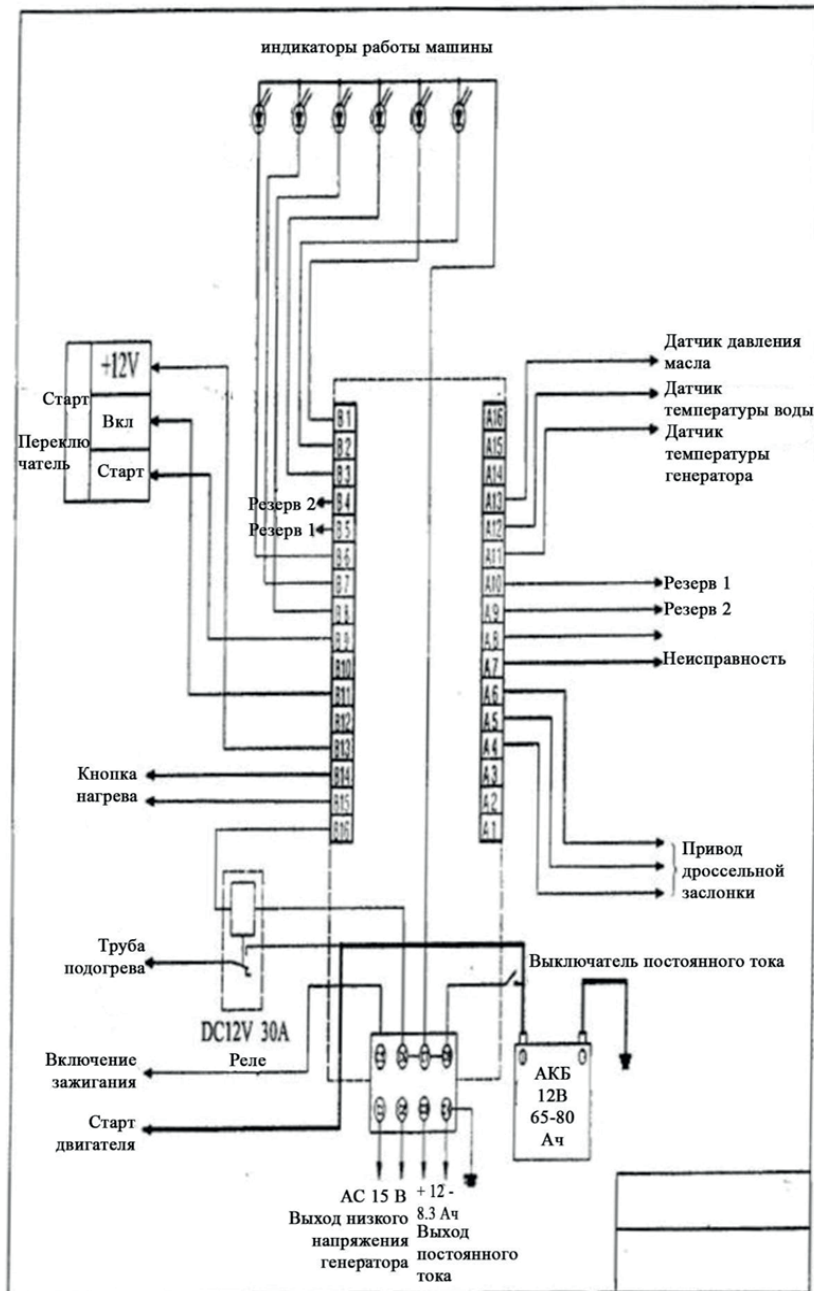 индикаторы работы машины
+12V
Старт
Вкл
Переклю
чатель
Старт
Датчик давления
масла
Датчик
температуры воды
Датчик
температуры
генератора
B1
B2
B3
B4
B5
B6
B7
B8
B9
B10
B11
B12
B13
B14
B15
B16
A16
A15
A14
A13
A12
A11
A10
A9
A8
A7
A6
A5
A4
A3
A2
A1
Резерв 2
Резерв 1
Резерв 1
Резерв 2
Неисправность
Кнопка
нагрева
Привод
дроссельной
заслонки
Труба
подогрева
Выключатель постоянного тока
DC12V 30A
Реле
Включение
зажигания
Старт
двигателя
АКБ
12В
65-80
Ач
АС 15 В
Выход низкого
напряжения
генератора
+ 12 -
8.3 Ач
Выход
постоянного
тока